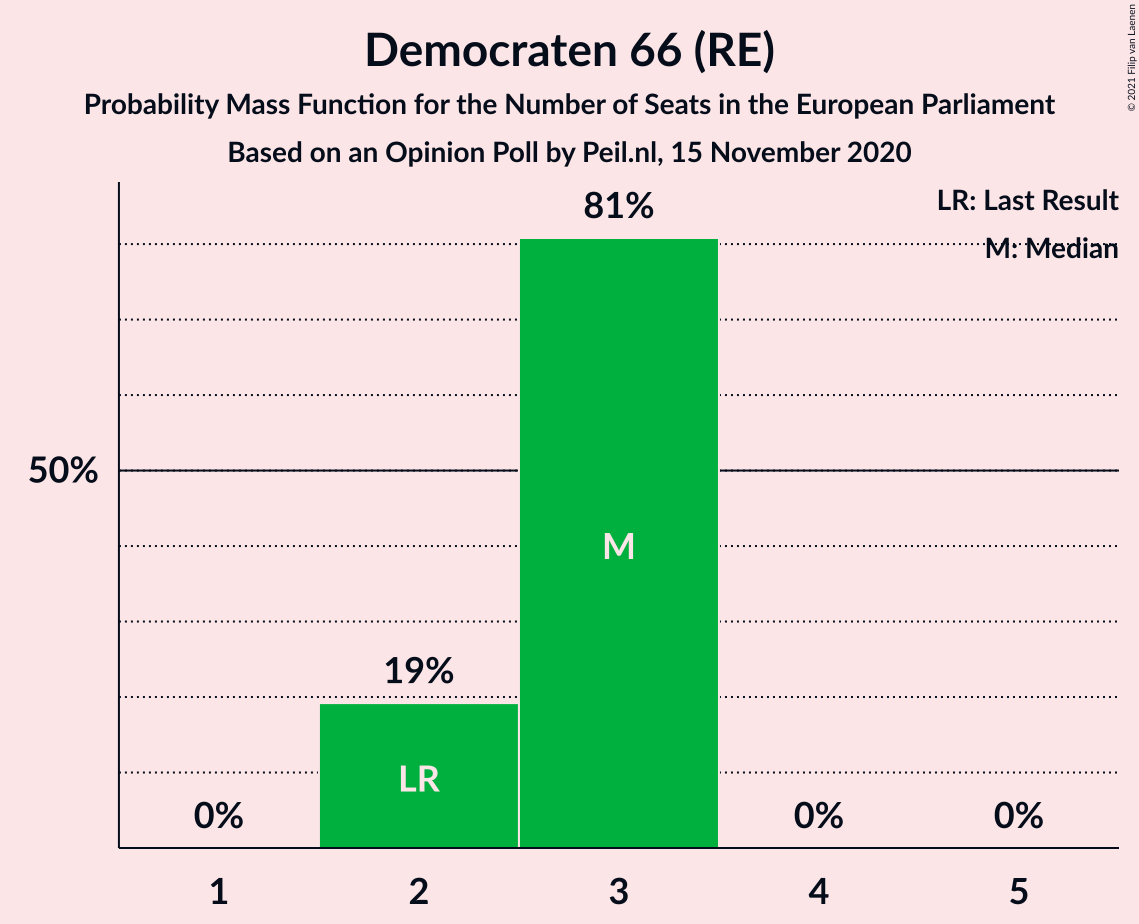 Democraten 66 (RE)
Probability Mass Function for the Number of Seats in the European Parliament
Based on an Opinion Poll by Peil.nl, 15 November 2020
© 2021 Filip van Laenen
LR: Last Result
M: Median
81%
50%
M
19%
LR
0%
0%
0%
1 2 3 4 5